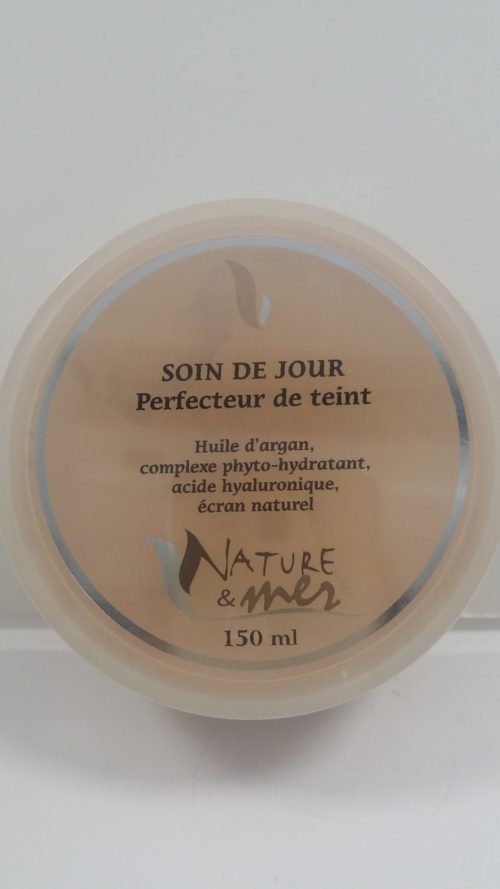 SOIN DE JOUR
Perfecteur de teint
Huile d'argan,
complexe phyto-hydratant,
acide hyaluronique,
écran naturel
NATURE
& mer
150 ml